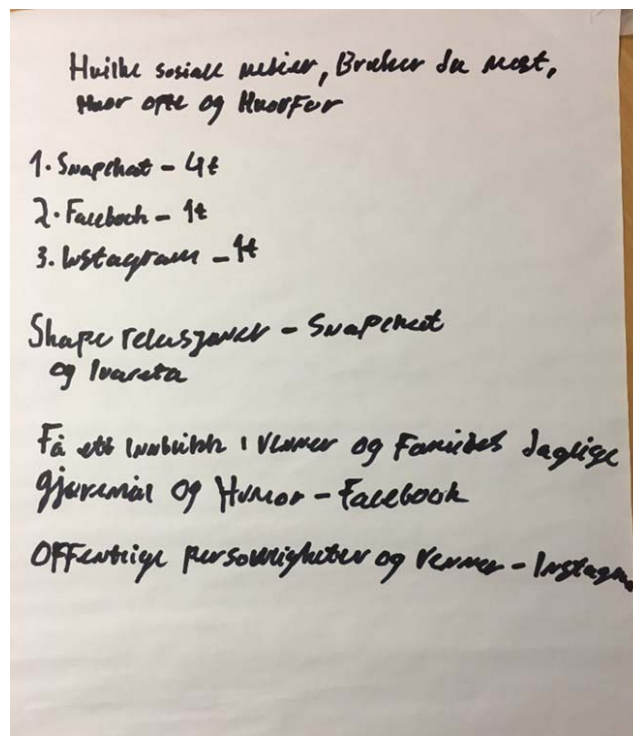 Hvilke sosiale medier, Bruker du mest,
Hvor ofte og HvorFor
1. Snapchat - 4t
2. Facebook - 1t
3. Instagram - 1t
Skape relasjoner - Snapchat
og Ivareta
Få ett Innblikk i Venner og Families daglige
gjøremål og Humor - Facebook
OFFentlige personligheter og Venner - Instagram